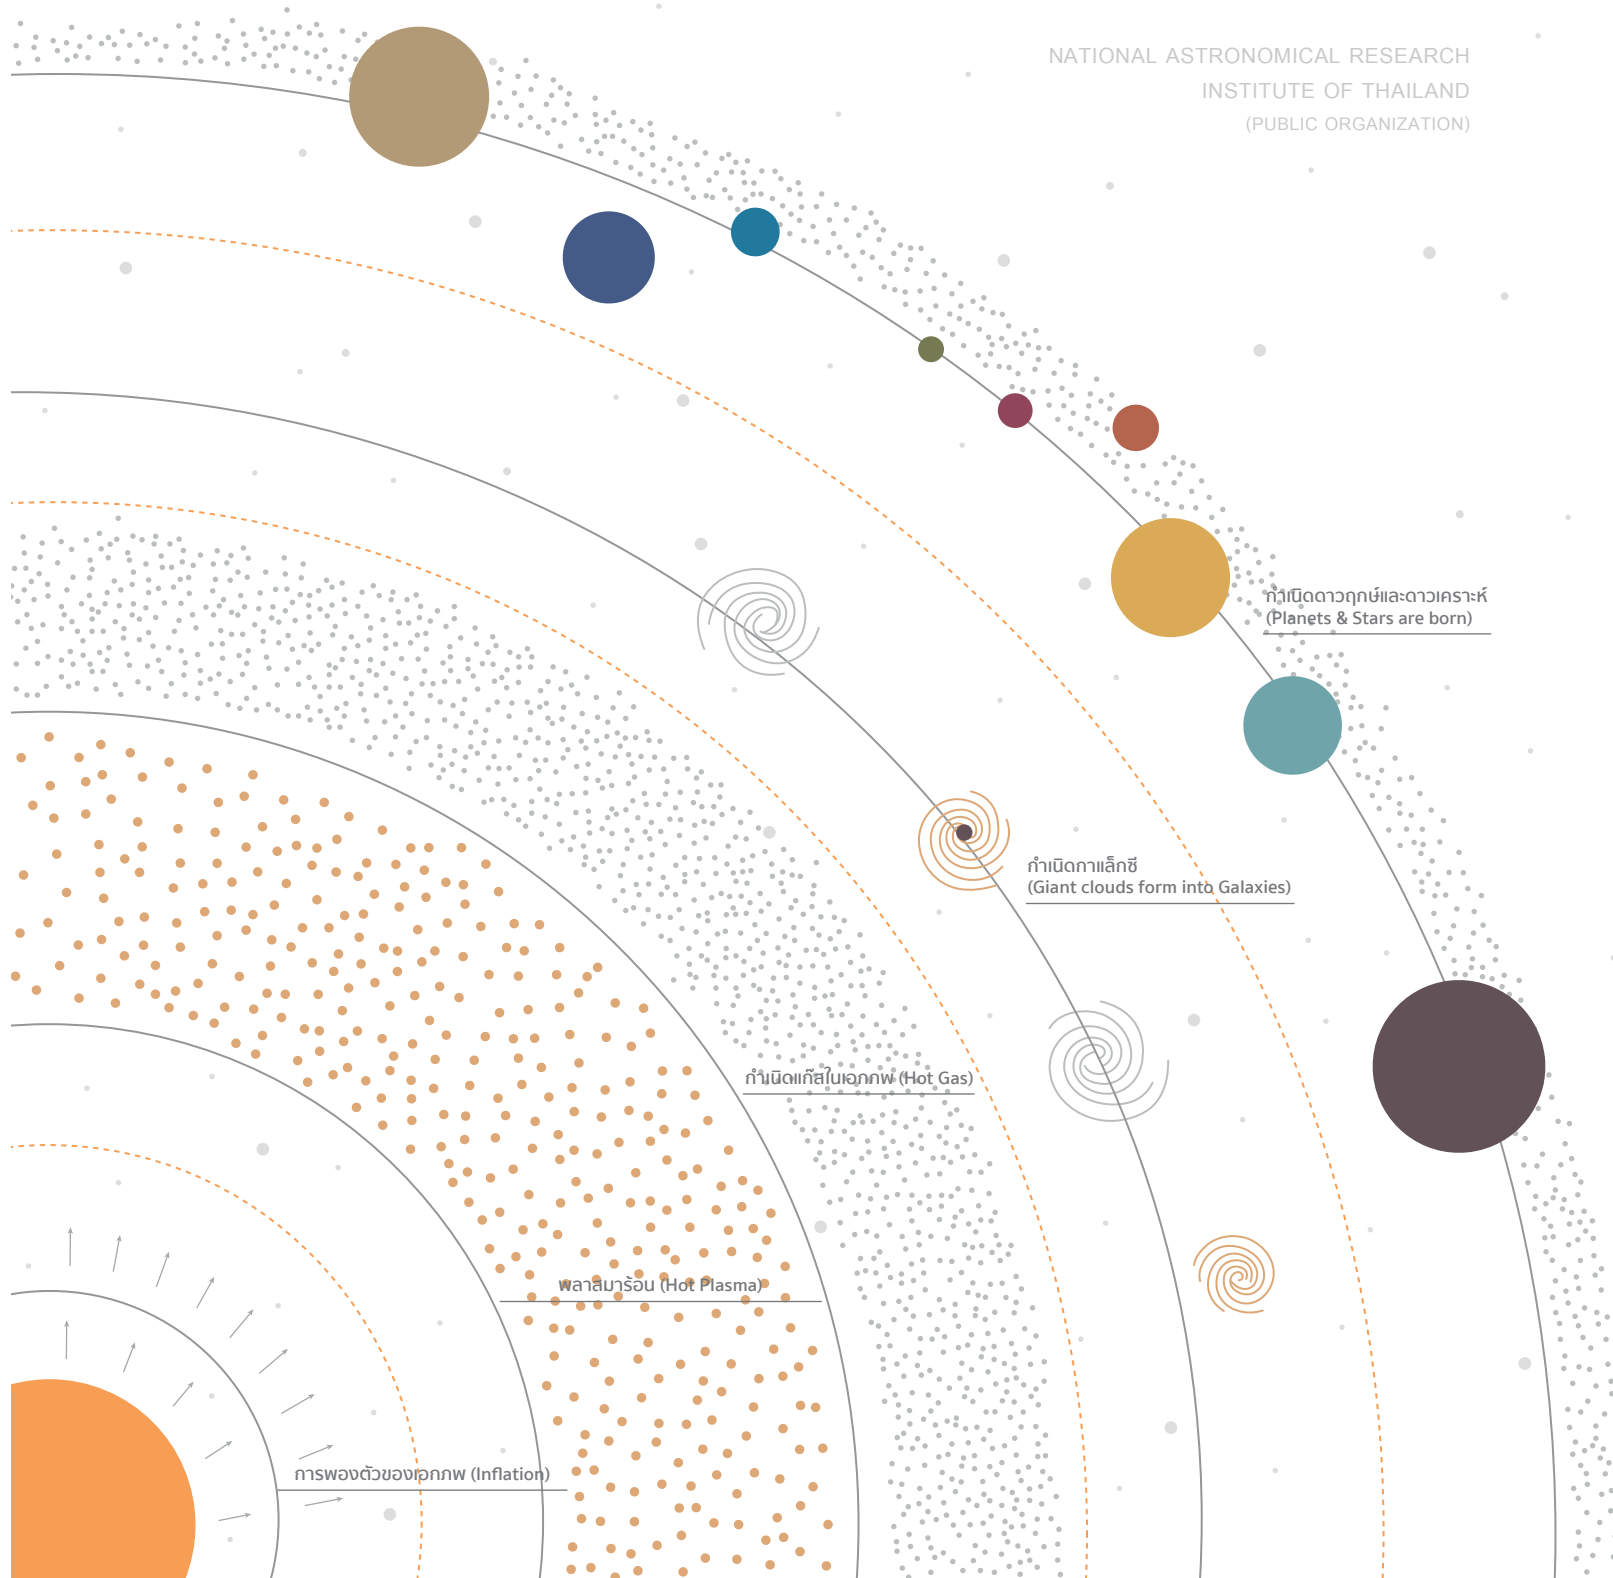 NATIONAL ASTRONOMICAL RESEARCH
INSTITUTE OF THAILAND
(PUBLIC ORGANIZATION)
กำเนิดดาวฤกษ์และดาวเคราะห์
(Planets & Stars are born)
กำเนิดกาแล็กซี
(Giant clouds form into Galaxies)
กำเนิดแก๊สในเอกภพ (Hot Gas)
พลาสมาร้อน (Hot Plasma)
การพองตัวของเอกภพ (Inflation)